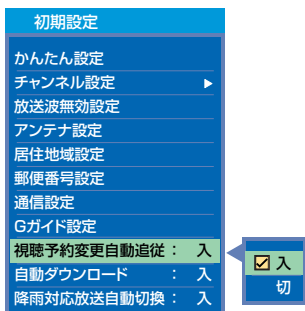 初期設定
かんたん設定
チャンネル設定
放送波無効設定
アンテナ設定
居住地域設定
郵便番号設定
通信設定
Gガイド設定
視聴予約変更自動追従： 入
自動ダウンロード ： 入
降雨対応放送自動切換： 入
入
切